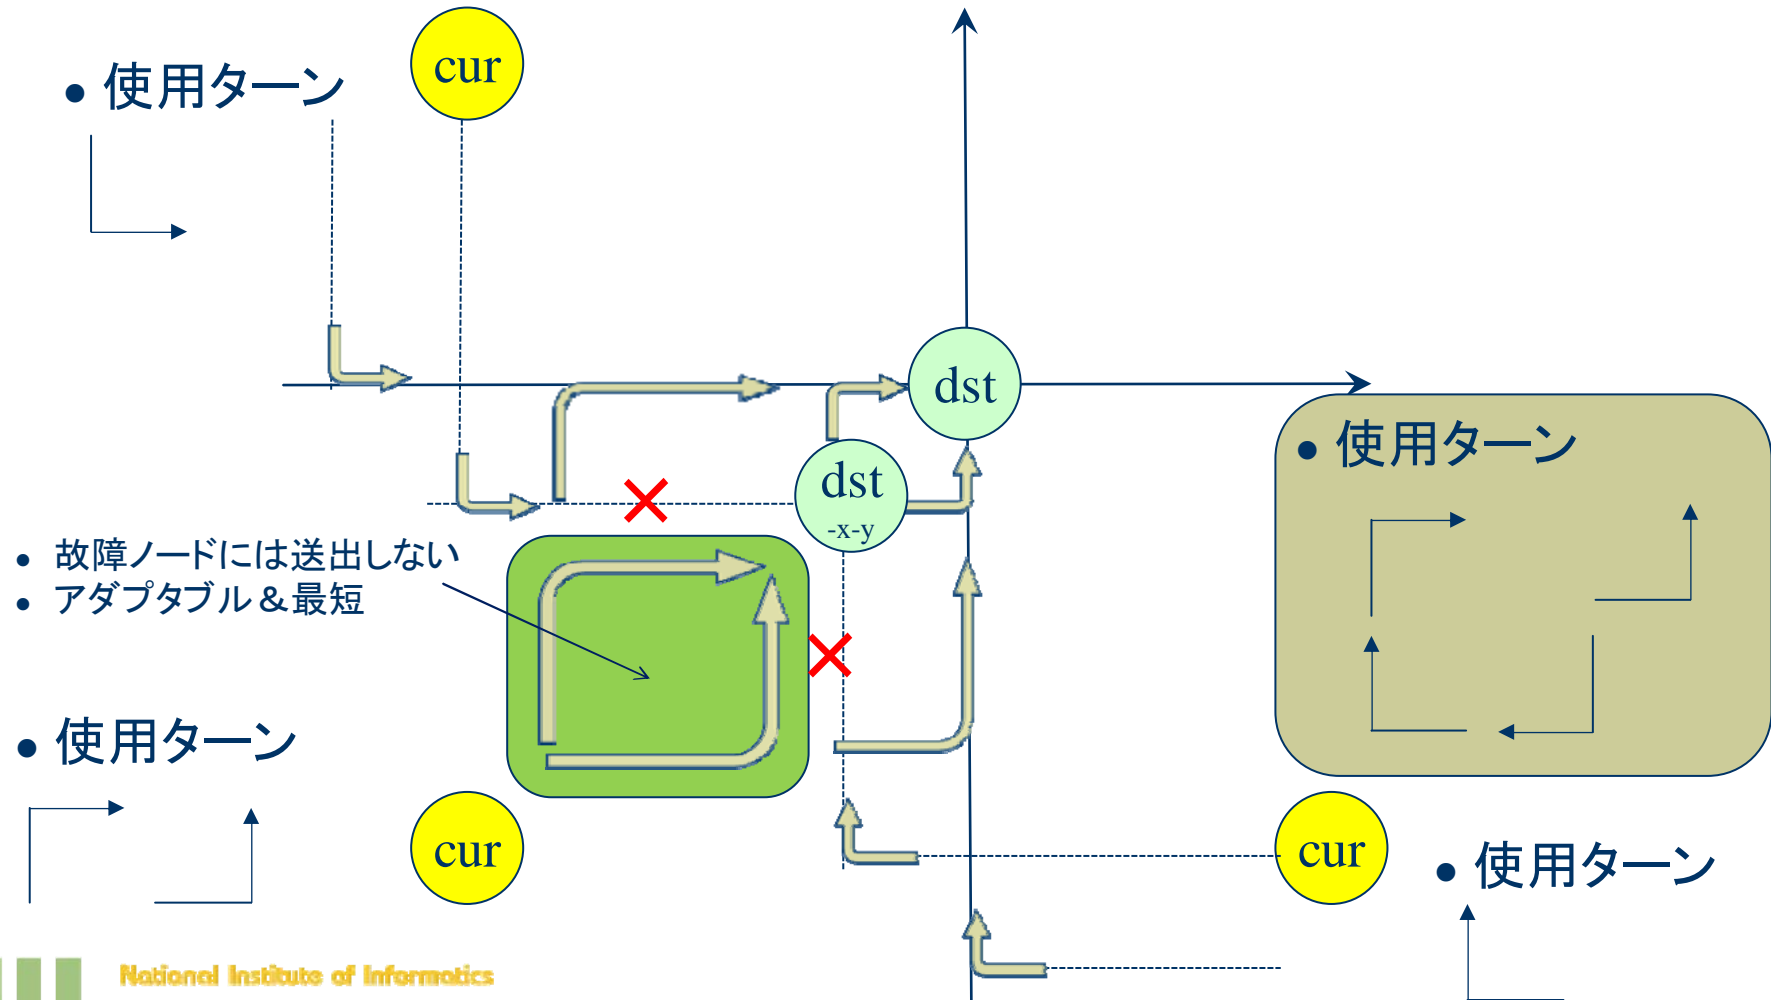 使用ターン
cur
dst
使用ターン
dst
-x-y
故障ノードには送出しない
アダプタブル＆最短
使用ターン
cur
cur
使用ターン
National Institute of Informatics